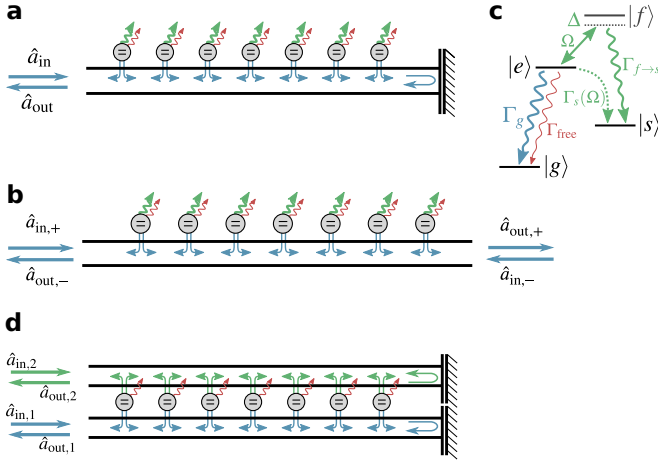 a
â_in
â_out
b
â_in,+
â_out,−
â_out,+
â_in,−
c
Δ
|f⟩
Ω
|e⟩
Γ_f→s
Γ_s(Ω)
Γ_g
Γ_free
|s⟩
|g⟩
d
â_in,2
â_out,2
â_in,1
â_out,1